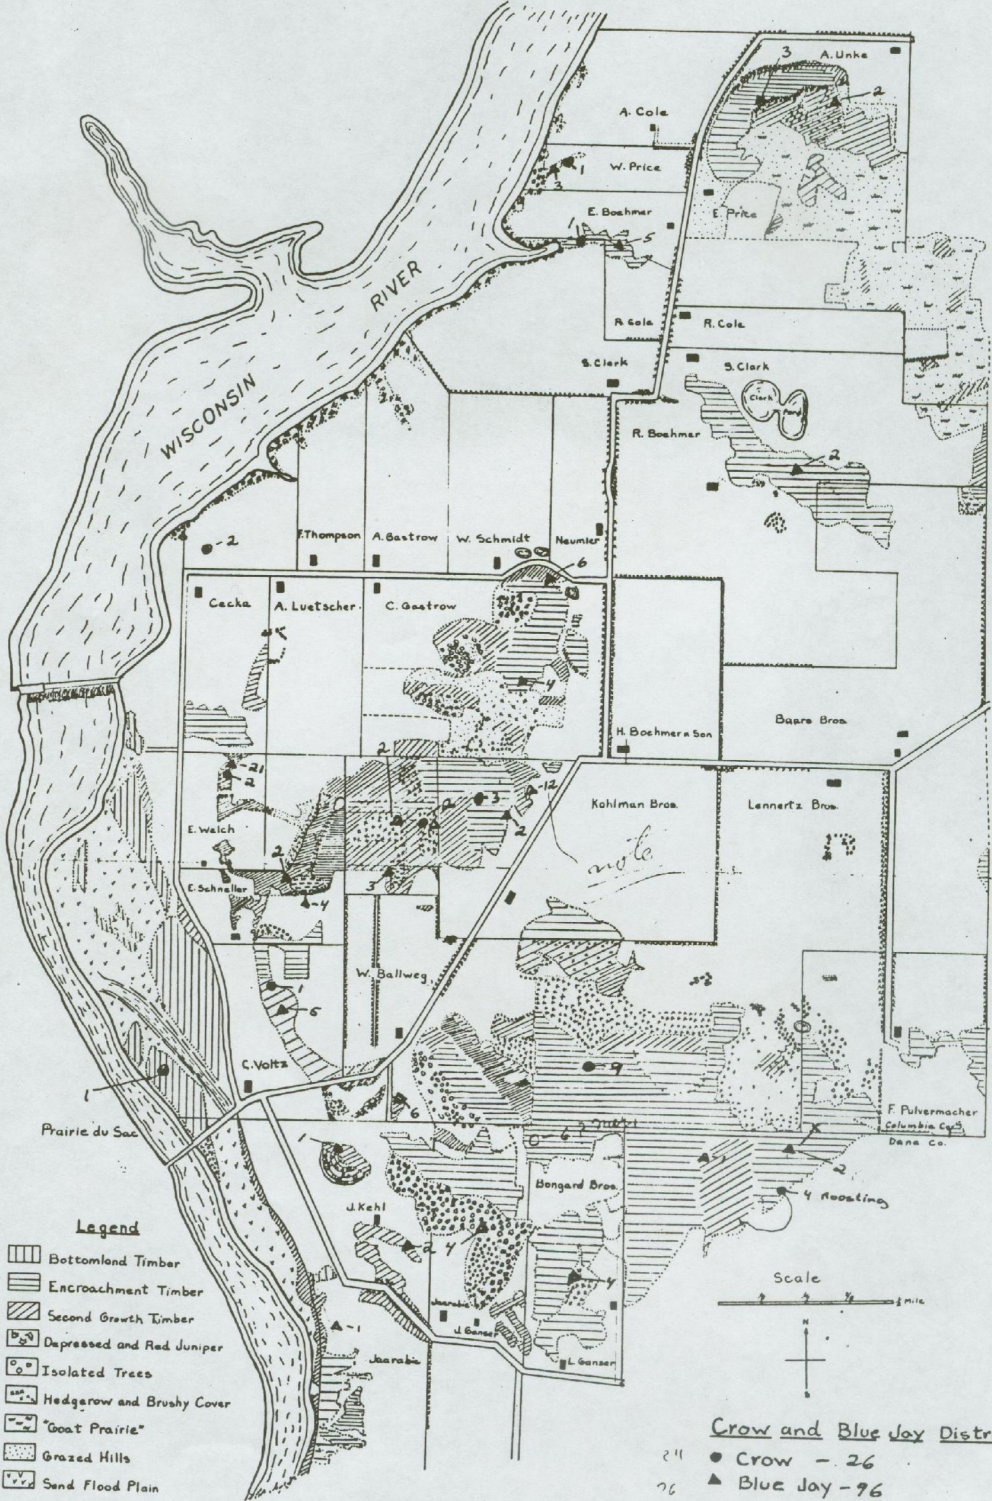 A. Unke
3
2
A. Cole
W. Price
1
3
E. Price
E. Boehmer
1
5
WISCONSIN RIVER
R. Cole
R. Cole
S. Clark
S. Clark
Clark Pond
R. Boehmer
2
2
F. Thompson
A. Gastrow
W. Schmidt
Neumier
6
Cecka
A. Luetscher
C. Gastrow
4
Baars Bros.
H. Boehmer & Son
2
21
2
12
3
2
2
Kohlman Bros.
Lennertz Bros.
note
E. Welch
2
3
E. Schneller
4
W. Ballweg
1
6
C. Voltz
9
1
6
Prairie du Sac
F. Pulvermacher
Columbia Co.
Dane Co.
1
6?
2
Bongard Bros.
4 Roosting
J. Kehl
2
4
4
J. Ganser
1
L. Ganser
Legend
Bottomland Timber
Encroachment Timber
Second Growth Timber
Depressed and Red Juniper
Isolated Trees
Hedgerow and Brushy Cover
"Goat Prairie"
Grazed Hills
Sand Flood Plain
Scale
½ Mile
N
S
Crow and Blue Jay Distr
Crow - 26
Blue Jay - 96